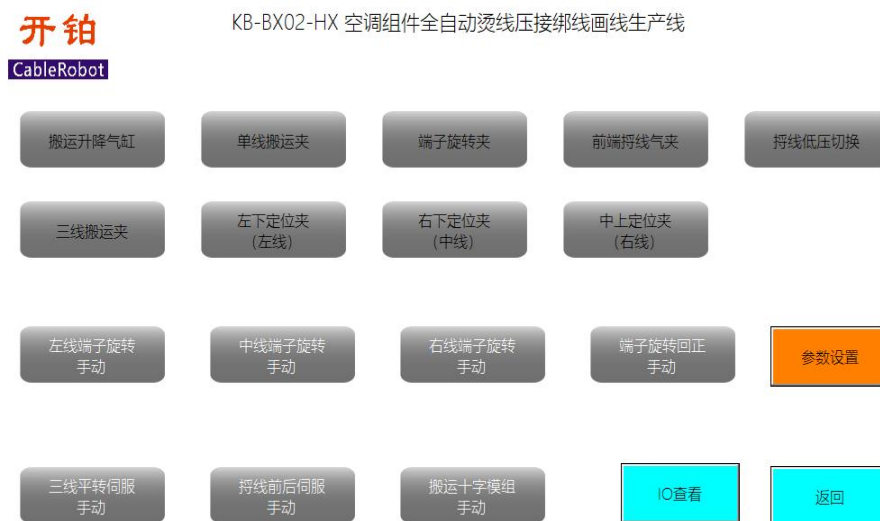 开铂
CableRobot
KB-BX02-HX 空调组件全自动烫线压接绑线画线生产线
搬运升降气缸
单线搬运夹
端子旋转夹
前端捋线气夹
捋线低压切换
三线搬运夹
左下定位夹
(左线)
右下定位夹
(中线)
中上定位夹
(右线)
左线端子旋转
手动
中线端子旋转
手动
右线端子旋转
手动
端子旋转回正
手动
参数设置
三线平转伺服
手动
捋线前后伺服
手动
搬运十字模组
手动
IO查看
返回